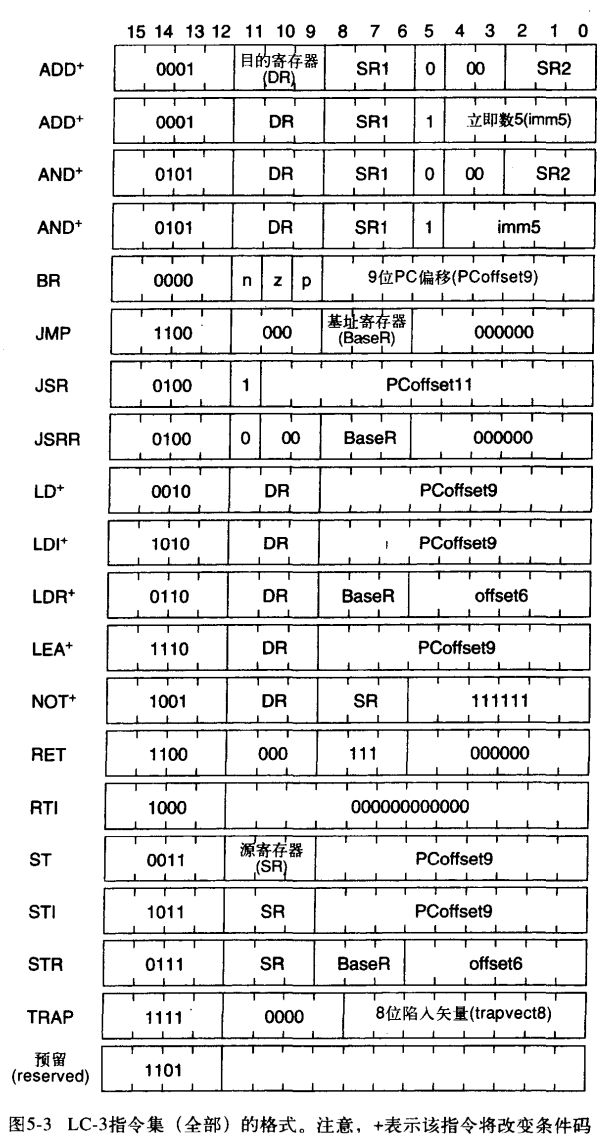 15 14 13 12 11 10 9 8 7 6 5 4 3 2 1 0
ADD+ 0001 目的寄存器(DR) SR1 0 00 SR2
ADD+ 0001 DR SR1 1 立即数5(imm5)
AND+ 0101 DR SR1 0 00 SR2
AND+ 0101 DR SR1 1 imm5
BR 0000 n z p 9位PC偏移(PCoffset9)
JMP 1100 000 基址寄存器(BaseR) 000000
JSR 0100 1 PCoffset11
JSRR 0100 0 00 BaseR 000000
LD+ 0010 DR PCoffset9
LDI+ 1010 DR PCoffset9
LDR+ 0110 DR BaseR offset6
LEA+ 1110 DR PCoffset9
NOT+ 1001 DR SR 111111
RET 1100 000 111 000000
RTI 1000 000000000000
ST 0011 源寄存器(SR) PCoffset9
STI 1011 SR PCoffset9
STR 0111 SR BaseR offset6
TRAP 1111 0000 8位陷入矢量(trapvect8)
预留(reserved) 1101
图5-3 LC-3指令集（全部）的格式。注意，+表示该指令将改变条件码